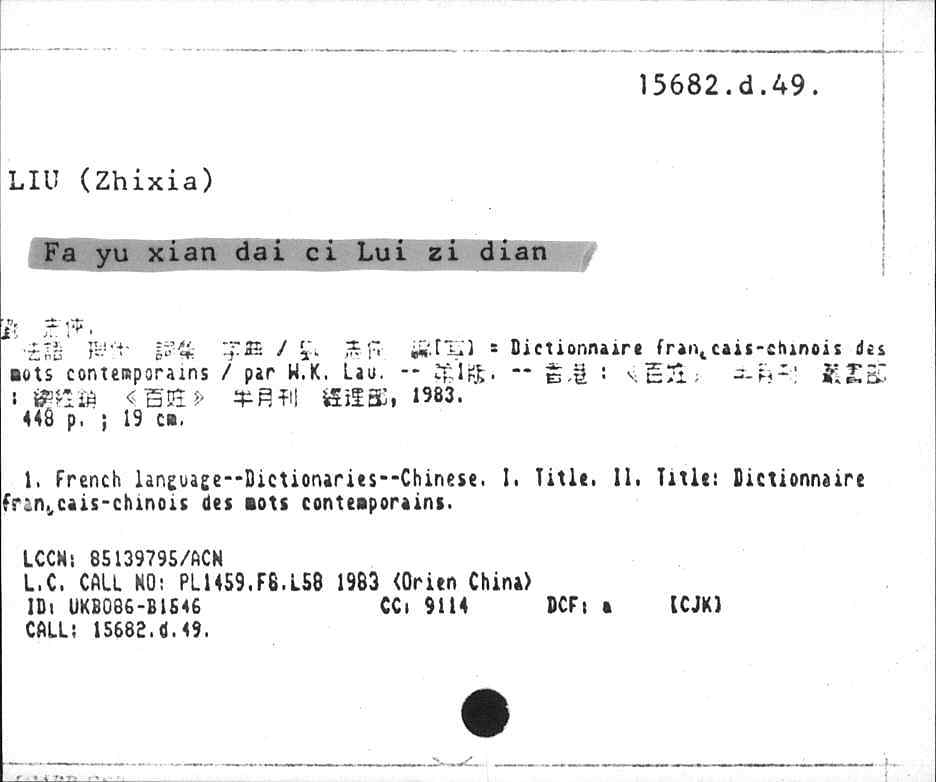 15682.d.49.
LIU (Zhixia)
Fa yu xian dai ci Lui zi dian
劉 志俠.
法語 現代 詞彙 字典 / 劉 志俠 編[写] = Dictionnaire fran¸cais-chinois des
mots contemporains / par W.K. Lau. -- 第1版. -- 香港 : 《百姓》 半月刊 叢書部
: 總經銷 《百姓》 半月刊 經理部, 1983.
448 p. ; 19 cm.
1. French language--Dictionaries--Chinese. I. Title. II. Title: Dictionnaire
fran¸cais-chinois des mots contemporains.
LCCN: 85139795/ACN
L.C. CALL NO: PL1459.F8.L58 1983 <Orien China>
ID: UKB086-B1546 CC: 9114 DCF: a [CJK]
CALL: 15682.d.49.